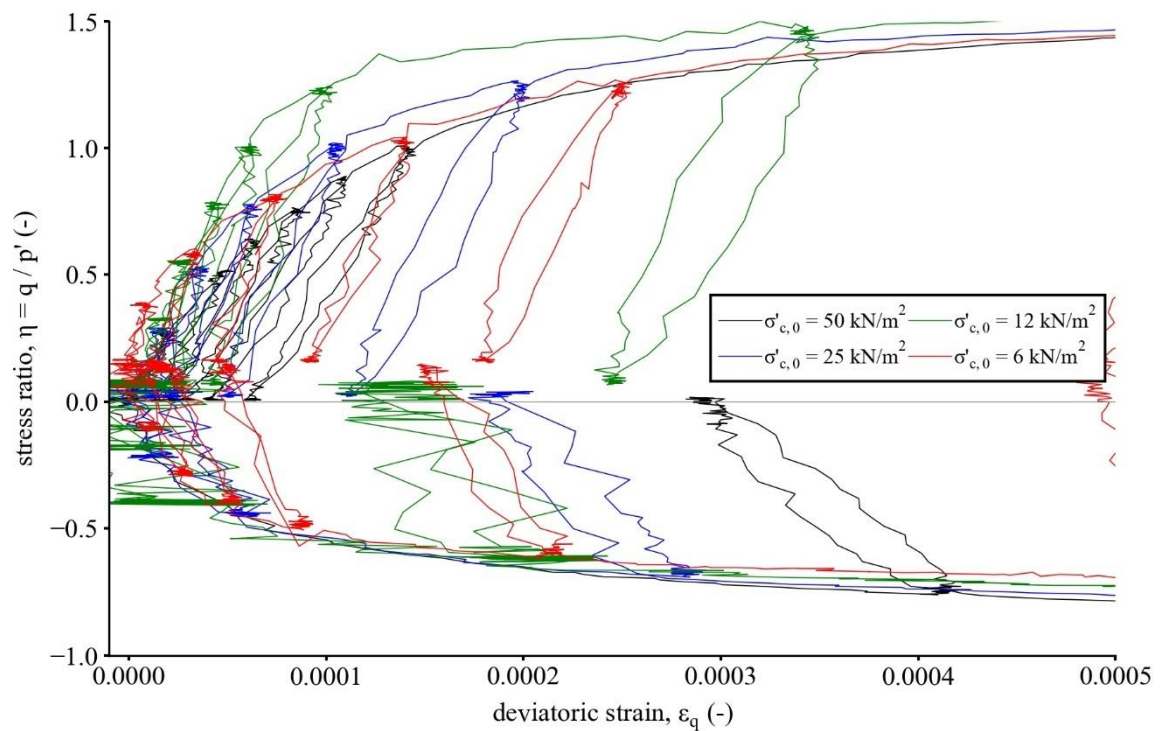 1.5
1.0
0.5
0.0
−0.5
−1.0
stress ratio, η = q / p' (-)
σ'c, 0 = 50 kN/m² σ'c, 0 = 12 kN/m²
σ'c, 0 = 25 kN/m² σ'c, 0 = 6 kN/m²
0.0000 0.0001 0.0002 0.0003 0.0004 0.0005
deviatoric strain, εq (-)